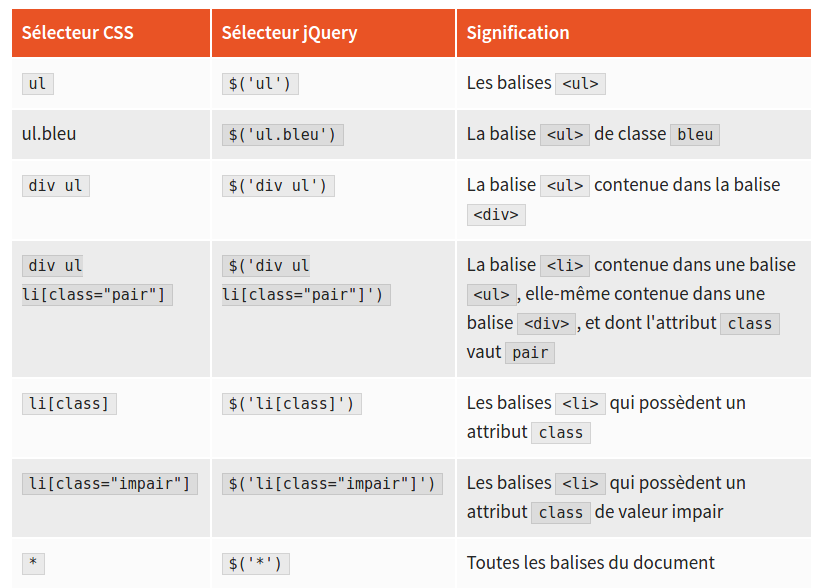 Sélecteur CSS Sélecteur jQuery Signification
ul $('ul') Les balises <ul>
ul.bleu $('ul.bleu') La balise <ul> de classe bleu
div ul $('div ul') La balise <ul> contenue dans la balise
<div>
div ul $('div ul La balise <li> contenue dans une balise
li[class="pair"] li[class="pair"]') <ul>, elle-même contenue dans une
balise <div>, et dont l'attribut class
vaut pair
li[class] $('li[class]') Les balises <li> qui possèdent un
attribut class
li[class="impair"] $('li[class="impair"]') Les balises <li> qui possèdent un
attribut class de valeur impair
* $('*') Toutes les balises du document